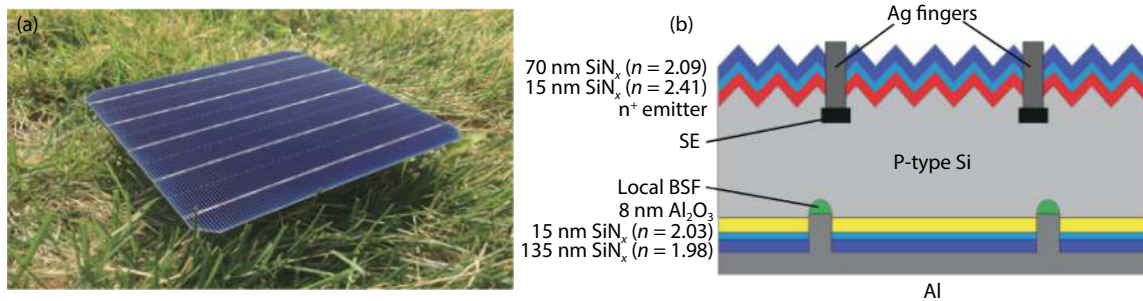 (a)
(b)
Ag fingers
70 nm SiNₓ (n = 2.09)
15 nm SiNₓ (n = 2.41)
n⁺ emitter
SE
P-type Si
Local BSF
8 nm Al₂O₃
15 nm SiNₓ (n = 2.03)
135 nm SiNₓ (n = 1.98)
Al